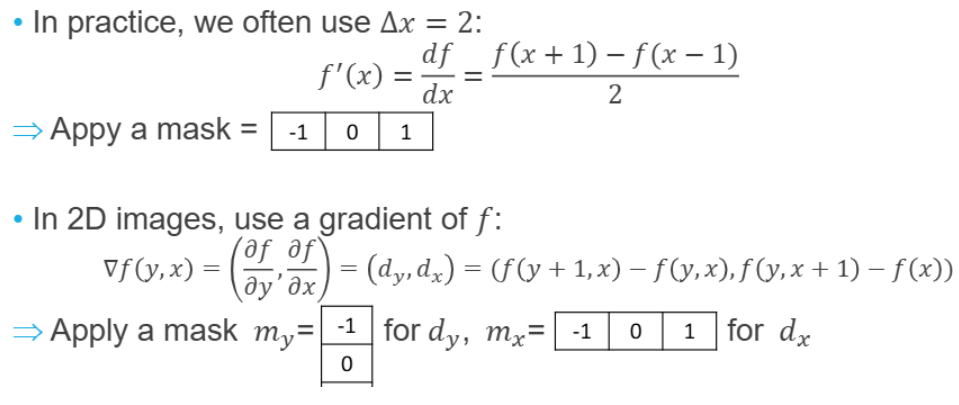 • In practice, we often use Δx = 2:
f′(x) = df/dx = (f(x + 1) − f(x − 1))/2
⇒ Appy a mask = -1 0 1
• In 2D images, use a gradient of f:
∇f(y, x) = (∂f/∂y, ∂f/∂x) = (d_y, d_x) = (f(y + 1, x) − f(y, x), f(y, x + 1) − f(x))
⇒ Apply a mask m_y= -1 for d_y, m_x= -1 0 1 for d_x
0